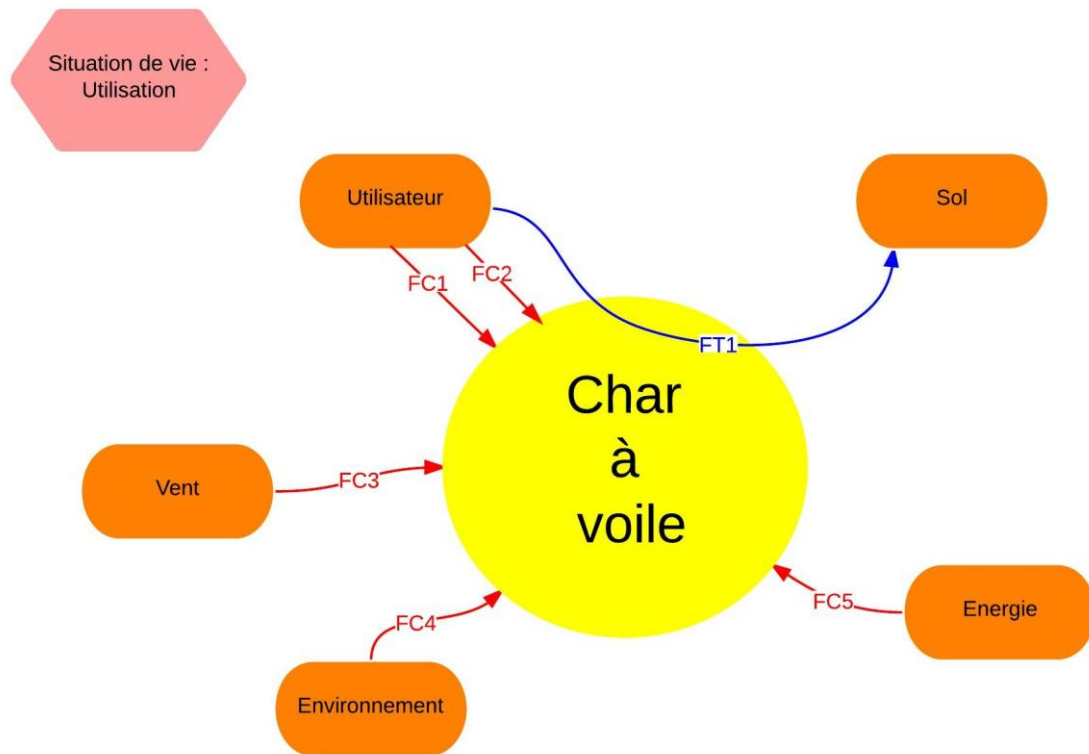 Situation de vie :
Utilisation
Utilisateur
Sol
FC1
FC2
FT1
Char
à
voile
Vent
FC3
FC4
FC5
Energie
Environnement